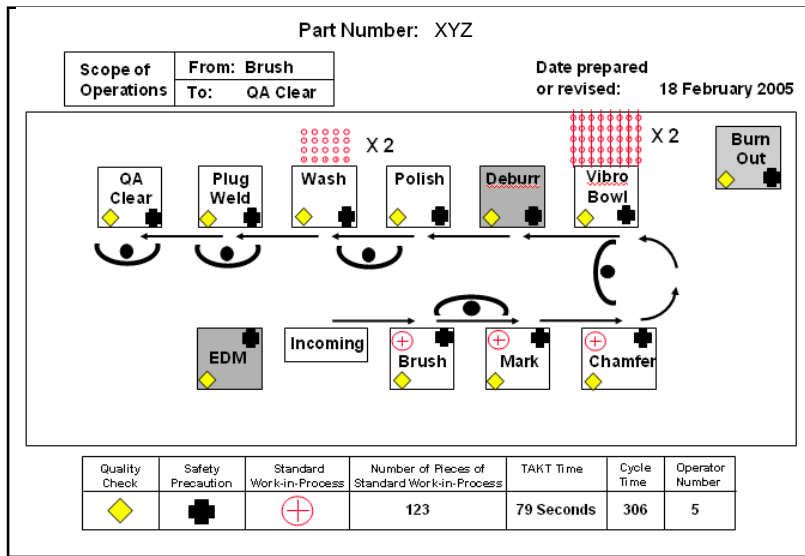 Part Number: XYZ
Scope of Operations
From: Brush
To: QA Clear
Date prepared
or revised: 18 February 2005
X 2
X 2
Burn
Out
QA
Clear
Plug
Weld
Wash
Polish
Deburr
Vibro
Bowl
EDM
Incoming
Brush
Mark
Chamfer
Quality
Check
Safety
Precaution
Standard
Work-in-Process
Number of Pieces of
Standard Work-in-Process
TAKT Time
Cycle
Time
Operator
Number
123
79 Seconds
306
5